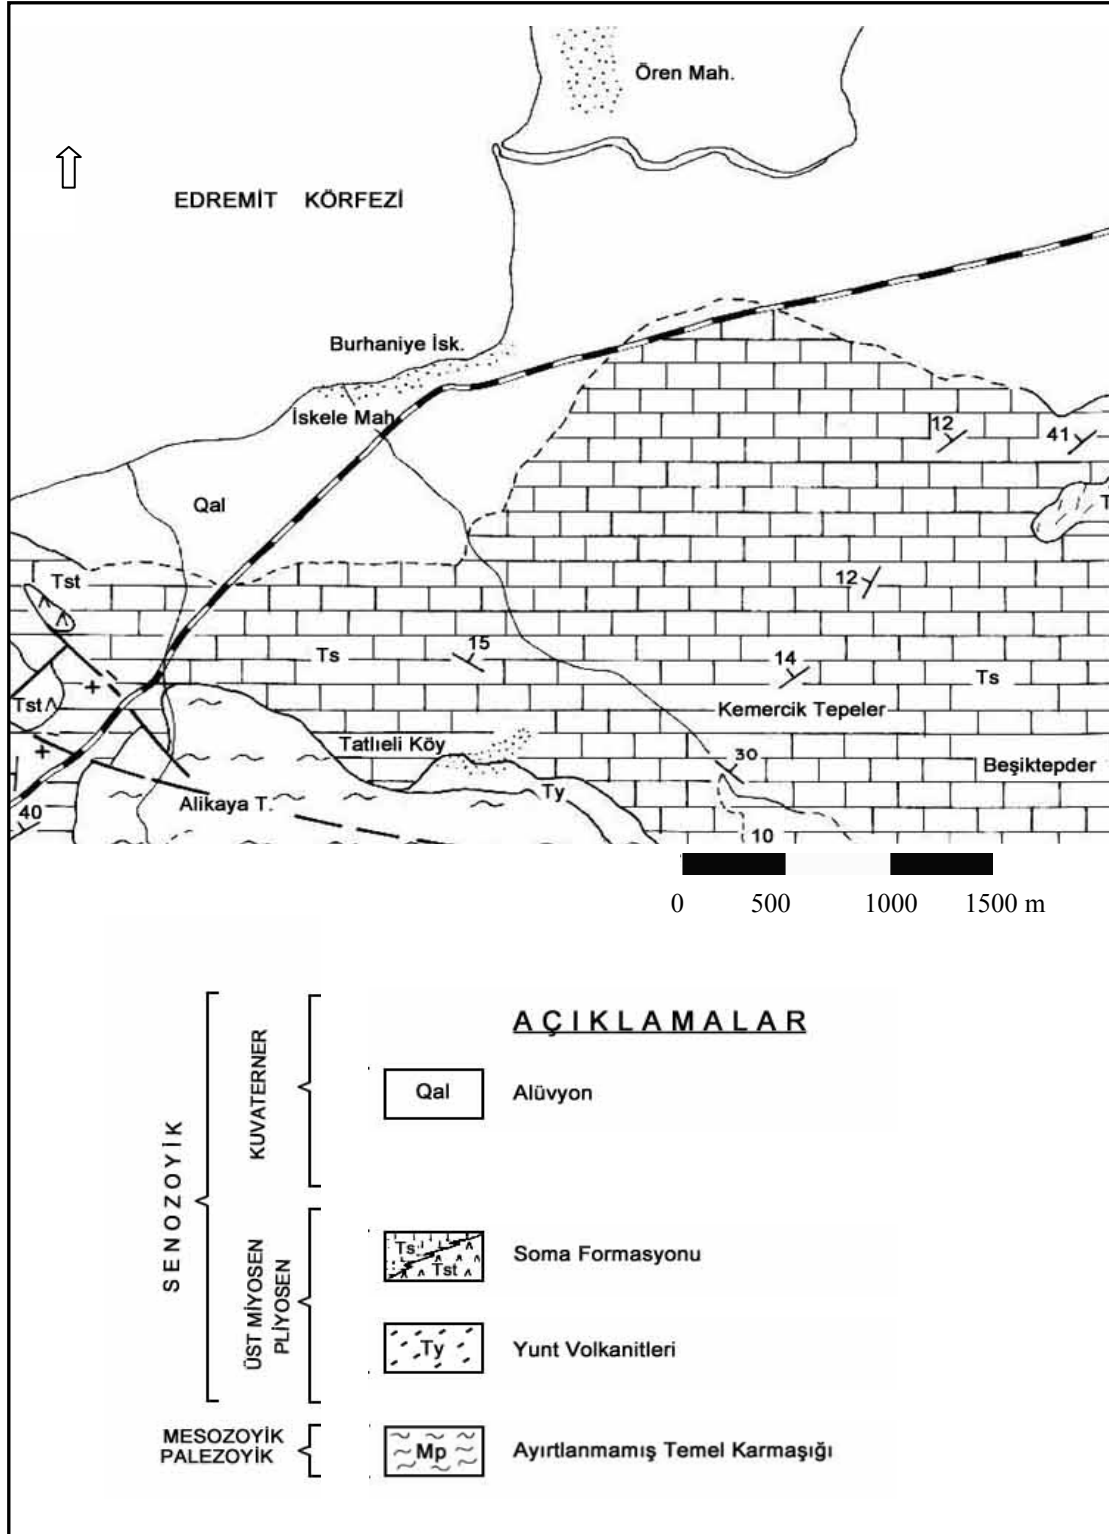 Ören Mah.
EDREMİT KÖRFEZİ
Burhaniye İsk.
İskele Mah.
12
41
Qal
T
Tst
12
15
Ts
14
Ts
Tst
Kemercik Tepeler
Tatlıeli Köy
30
Beşiktepder
Ty
Alikaya T.
40
10
0 500 1000 1500 m
AÇIKLAMALAR
SENOZOYİK
KUVATERNER
Qal Alüvyon
ÜST MİYOSEN
PLİYOSEN
Ts
Tst
Soma Formasyonu
Ty Yunt Volkanitleri
MESOZOYİK
PALEZOYİK
Mp Ayırtlanmamış Temel Karmaşığı